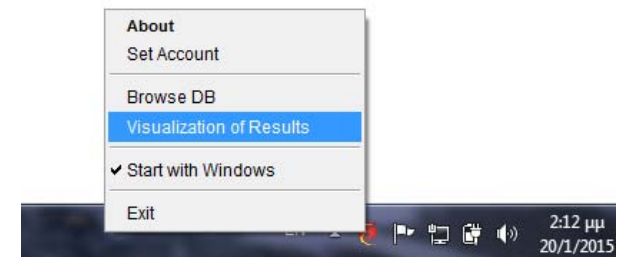 About
Set Account
Browse DB
Visualization of Results
Start with Windows
Exit
2:12 μμ
20/1/2015